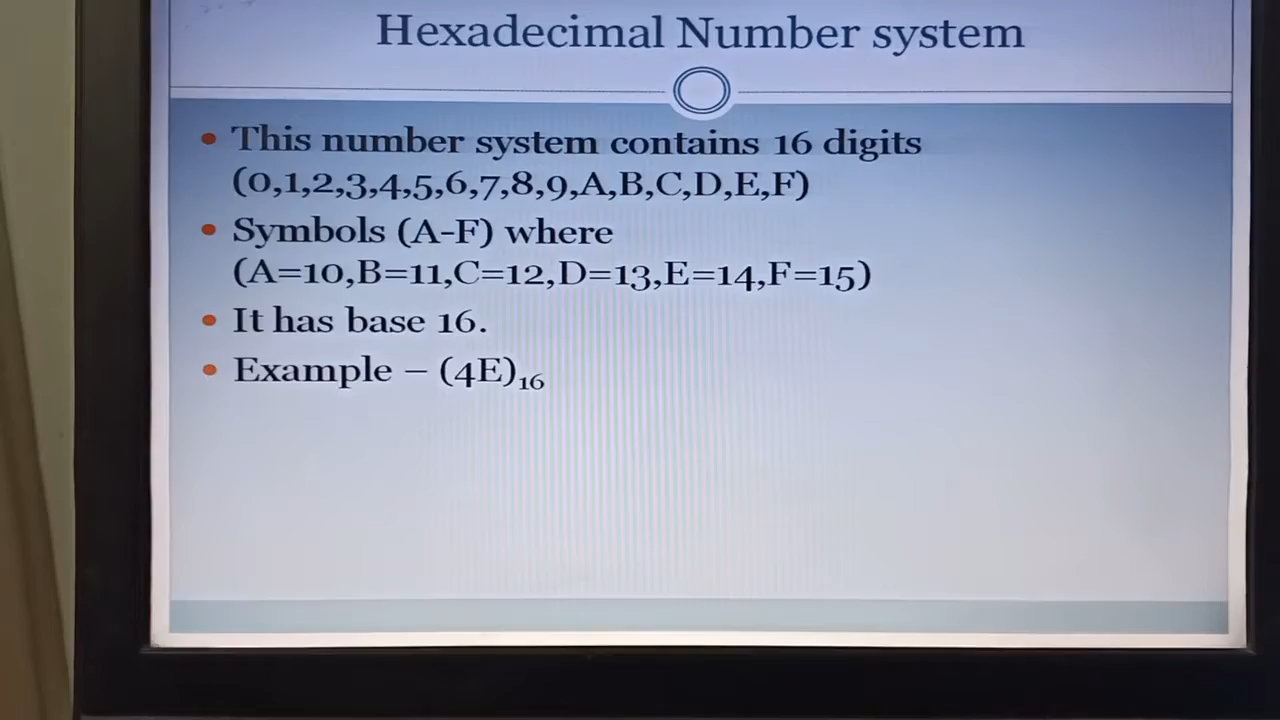 Hexadecimal Number system
• This number system contains 16 digits
(0,1,2,3,4,5,6,7,8,9,A,B,C,D,E,F)
• Symbols (A-F) where
(A=10,B=11,C=12,D=13,E=14,F=15)
• It has base 16.
• Example – (4E)₁₆